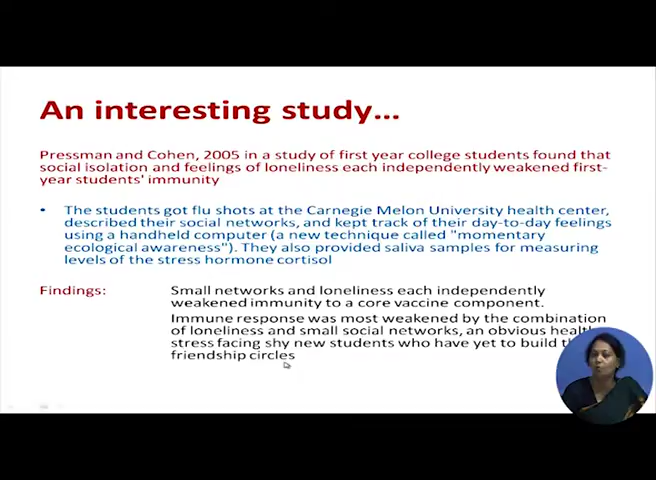 An interesting study...
Pressman and Cohen, 2005 in a study of first year college students found that
social isolation and feelings of loneliness each independently weakened first-
year students' immunity
• The students got flu shots at the Carnegie Melon University health center,
described their social networks, and kept track of their day-to-day feelings
using a handheld computer (a new technique called "momentary
ecological awareness"). They also provided saliva samples for measuring
levels of the stress hormone cortisol
Findings: Small networks and loneliness each independently
weakened immunity to a core vaccine component.
Immune response was most weakened by the combination
of loneliness and small social networks, an obvious health
stress facing shy new students who have yet to build
friendship circles